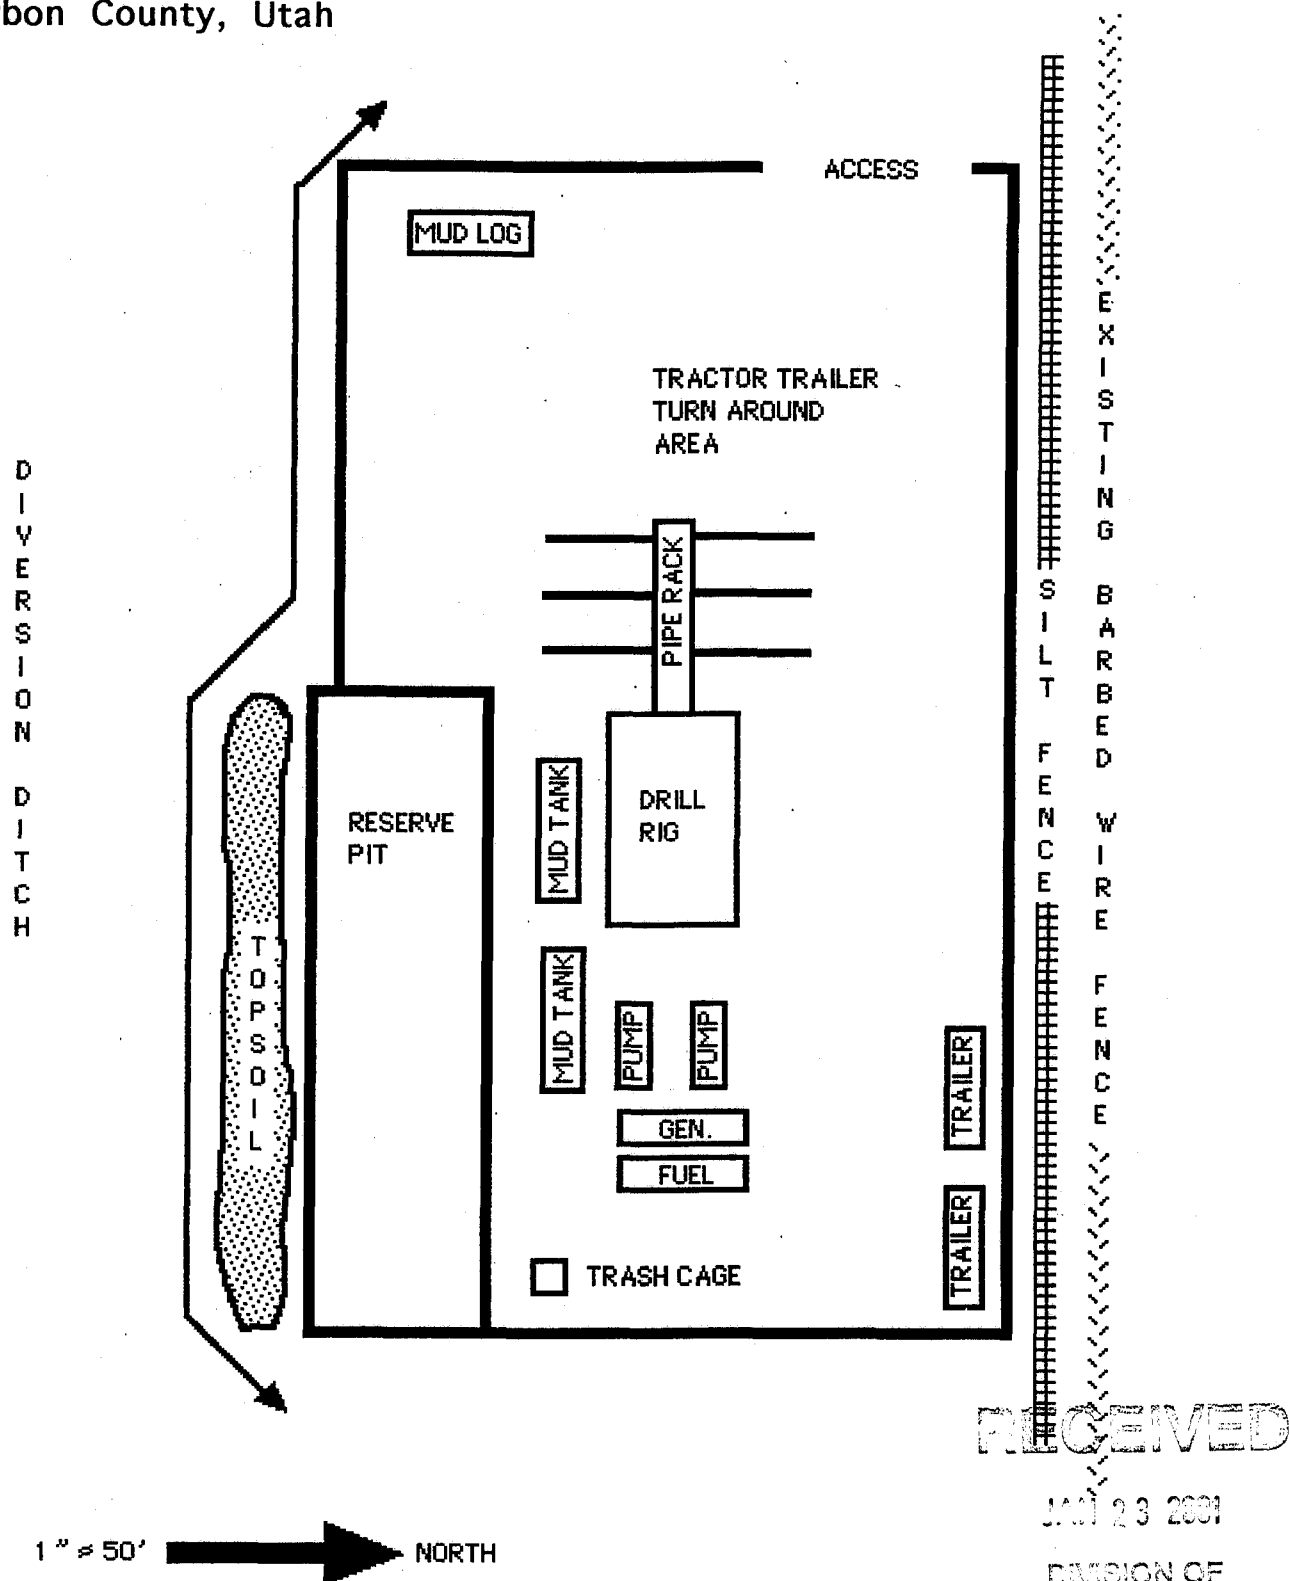 bon County, Utah
ACCESS
MUD LOG
TRACTOR TRAILER
TURN AROUND
AREA
EXISTING BARBED WIRE FENCE
DIVERSION DITCH
PIPE RACK
SILT FENCE
RESERVE
PIT
MUD TANK
DRILL
RIG
TOPSOIL
MUD TANK
PUMP
PUMP
TRAILER
GEN.
FUEL
TRAILER
TRASH CAGE
RECEIVED
JAN 23 2001
DIVISION OF
1"≈50'
NORTH